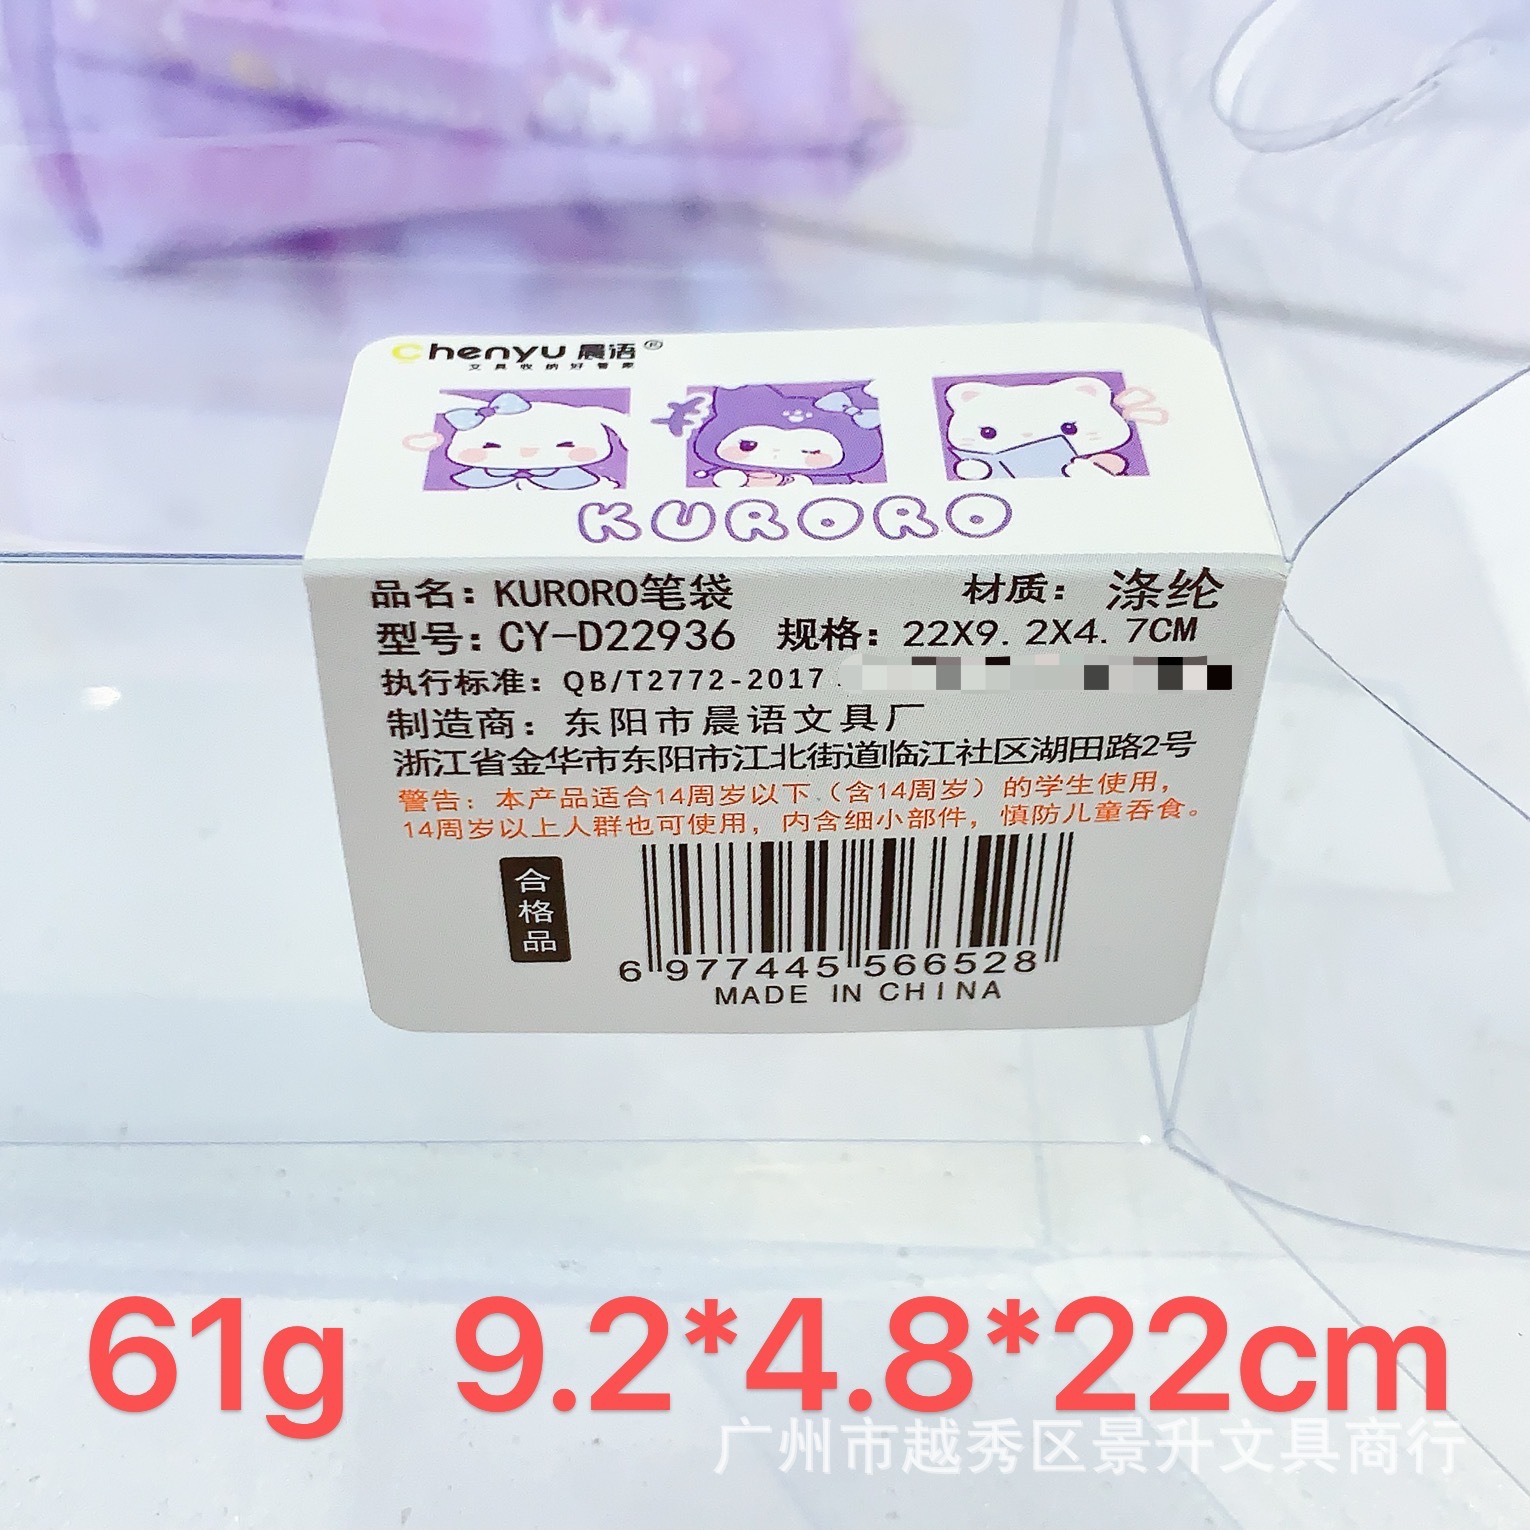 chenyu 晨语®
文具收纳好管家
KURORO
品名：KURORO笔袋 材质：涤纶
型号：CY-D22936 规格：22X9.2X4.7CM
执行标准：QB/T2772-2017
制造商：东阳市晨语文具厂
浙江省金华市东阳市江北街道临江社区湖田路2号
警告：本产品适合14周岁以下（含14周岁）的学生使用，
14周岁以上人群也可使用，内含细小部件，慎防儿童吞食。
合格品
6 977445 566528
MADE IN CHINA
61g 9.2*4.8*22cm
广州市越秀区景升文具商行